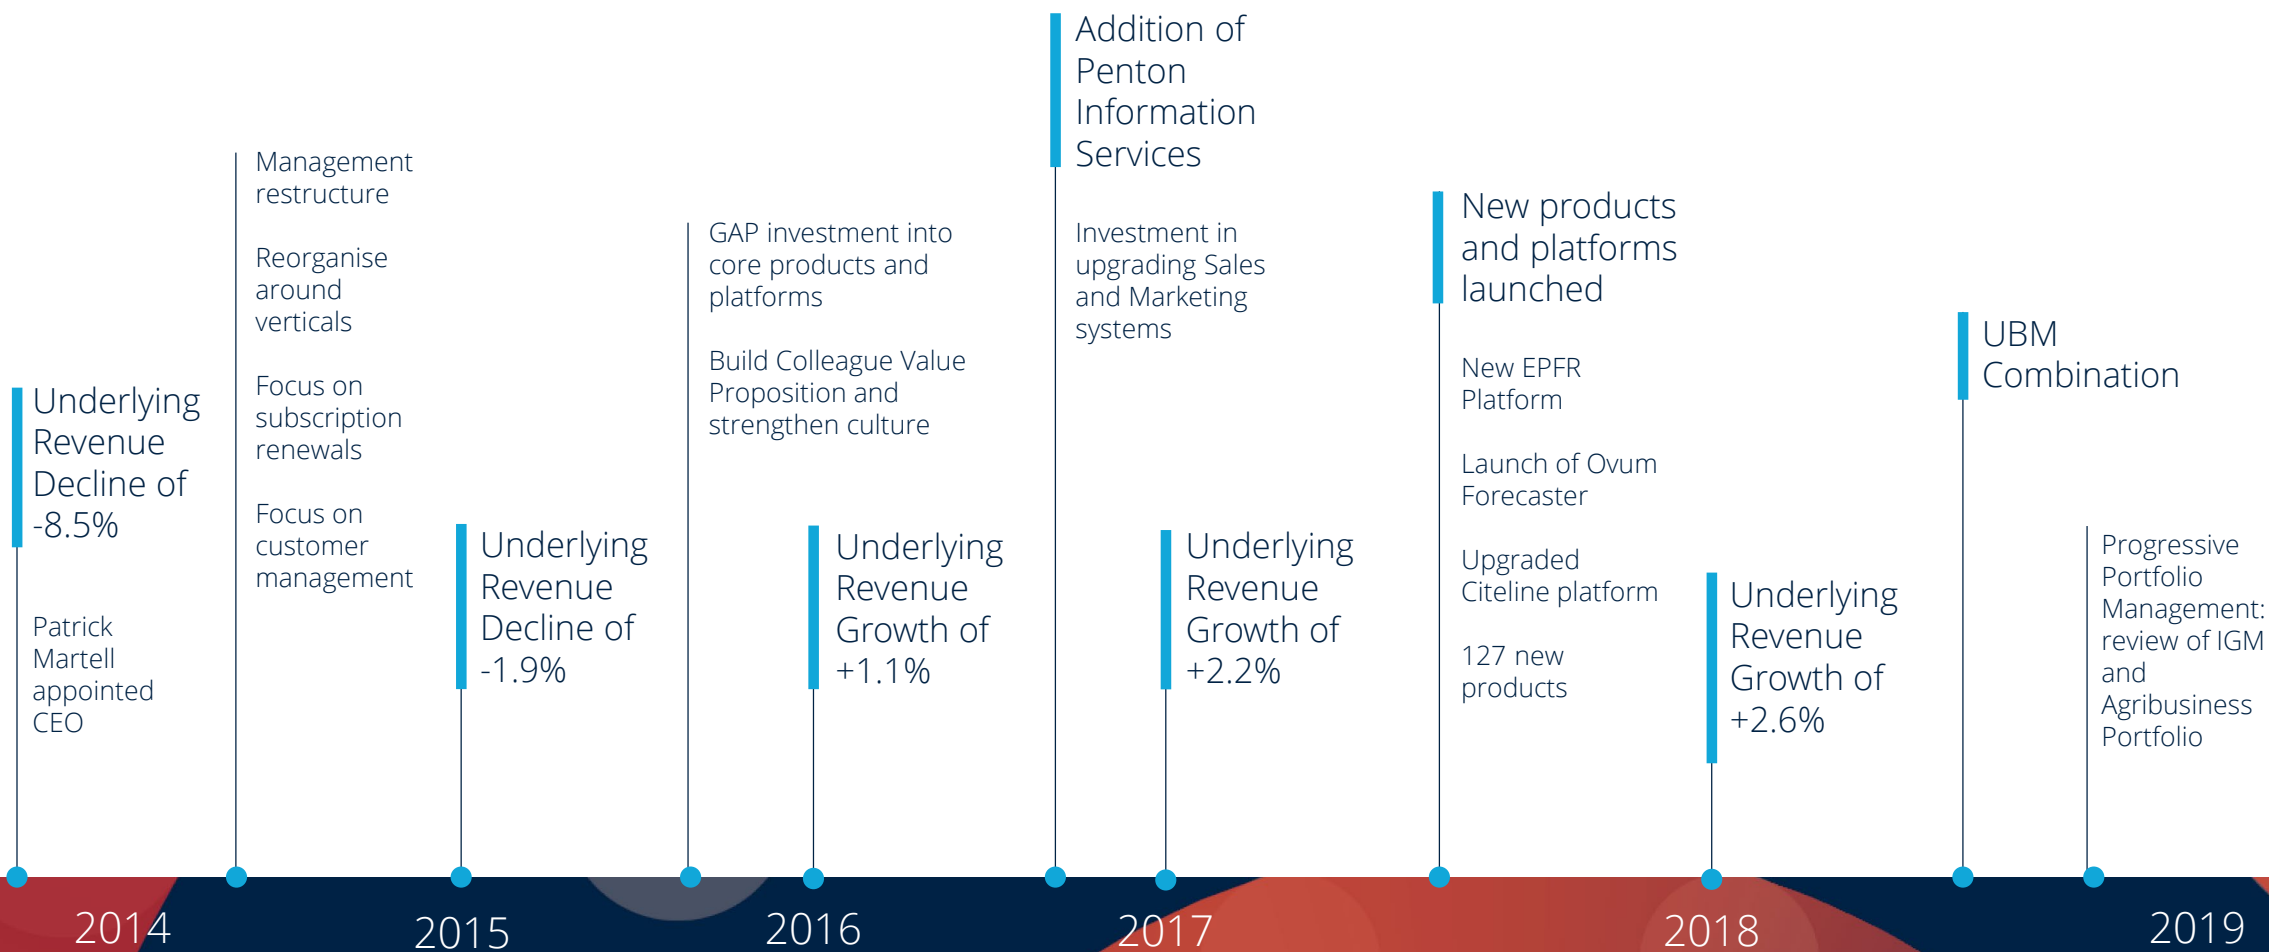 Underlying
Revenue
Decline of
-8.5%
Patrick
Martell
appointed
CEO
Management
restructure
Reorganise
around
verticals
Focus on
subscription
renewals
Focus on
customer
management
Underlying
Revenue
Decline of
-1.9%
GAP investment into
core products and
platforms
Build Colleague Value
Proposition and
strengthen culture
Underlying
Revenue
Growth of
+1.1%
Addition of
Penton
Information
Services
Investment in
upgrading Sales
and Marketing
systems
Underlying
Revenue
Growth of
+2.2%
New products
and platforms
launched
New EPFR
Platform
Launch of Ovum
Forecaster
Upgraded
Citeline platform
127 new
products
Underlying
Revenue
Growth of
+2.6%
UBM
Combination
Progressive
Portfolio
Management:
review of IGM
and
Agribusiness
Portfolio
2014
2015
2016
2017
2018
2019